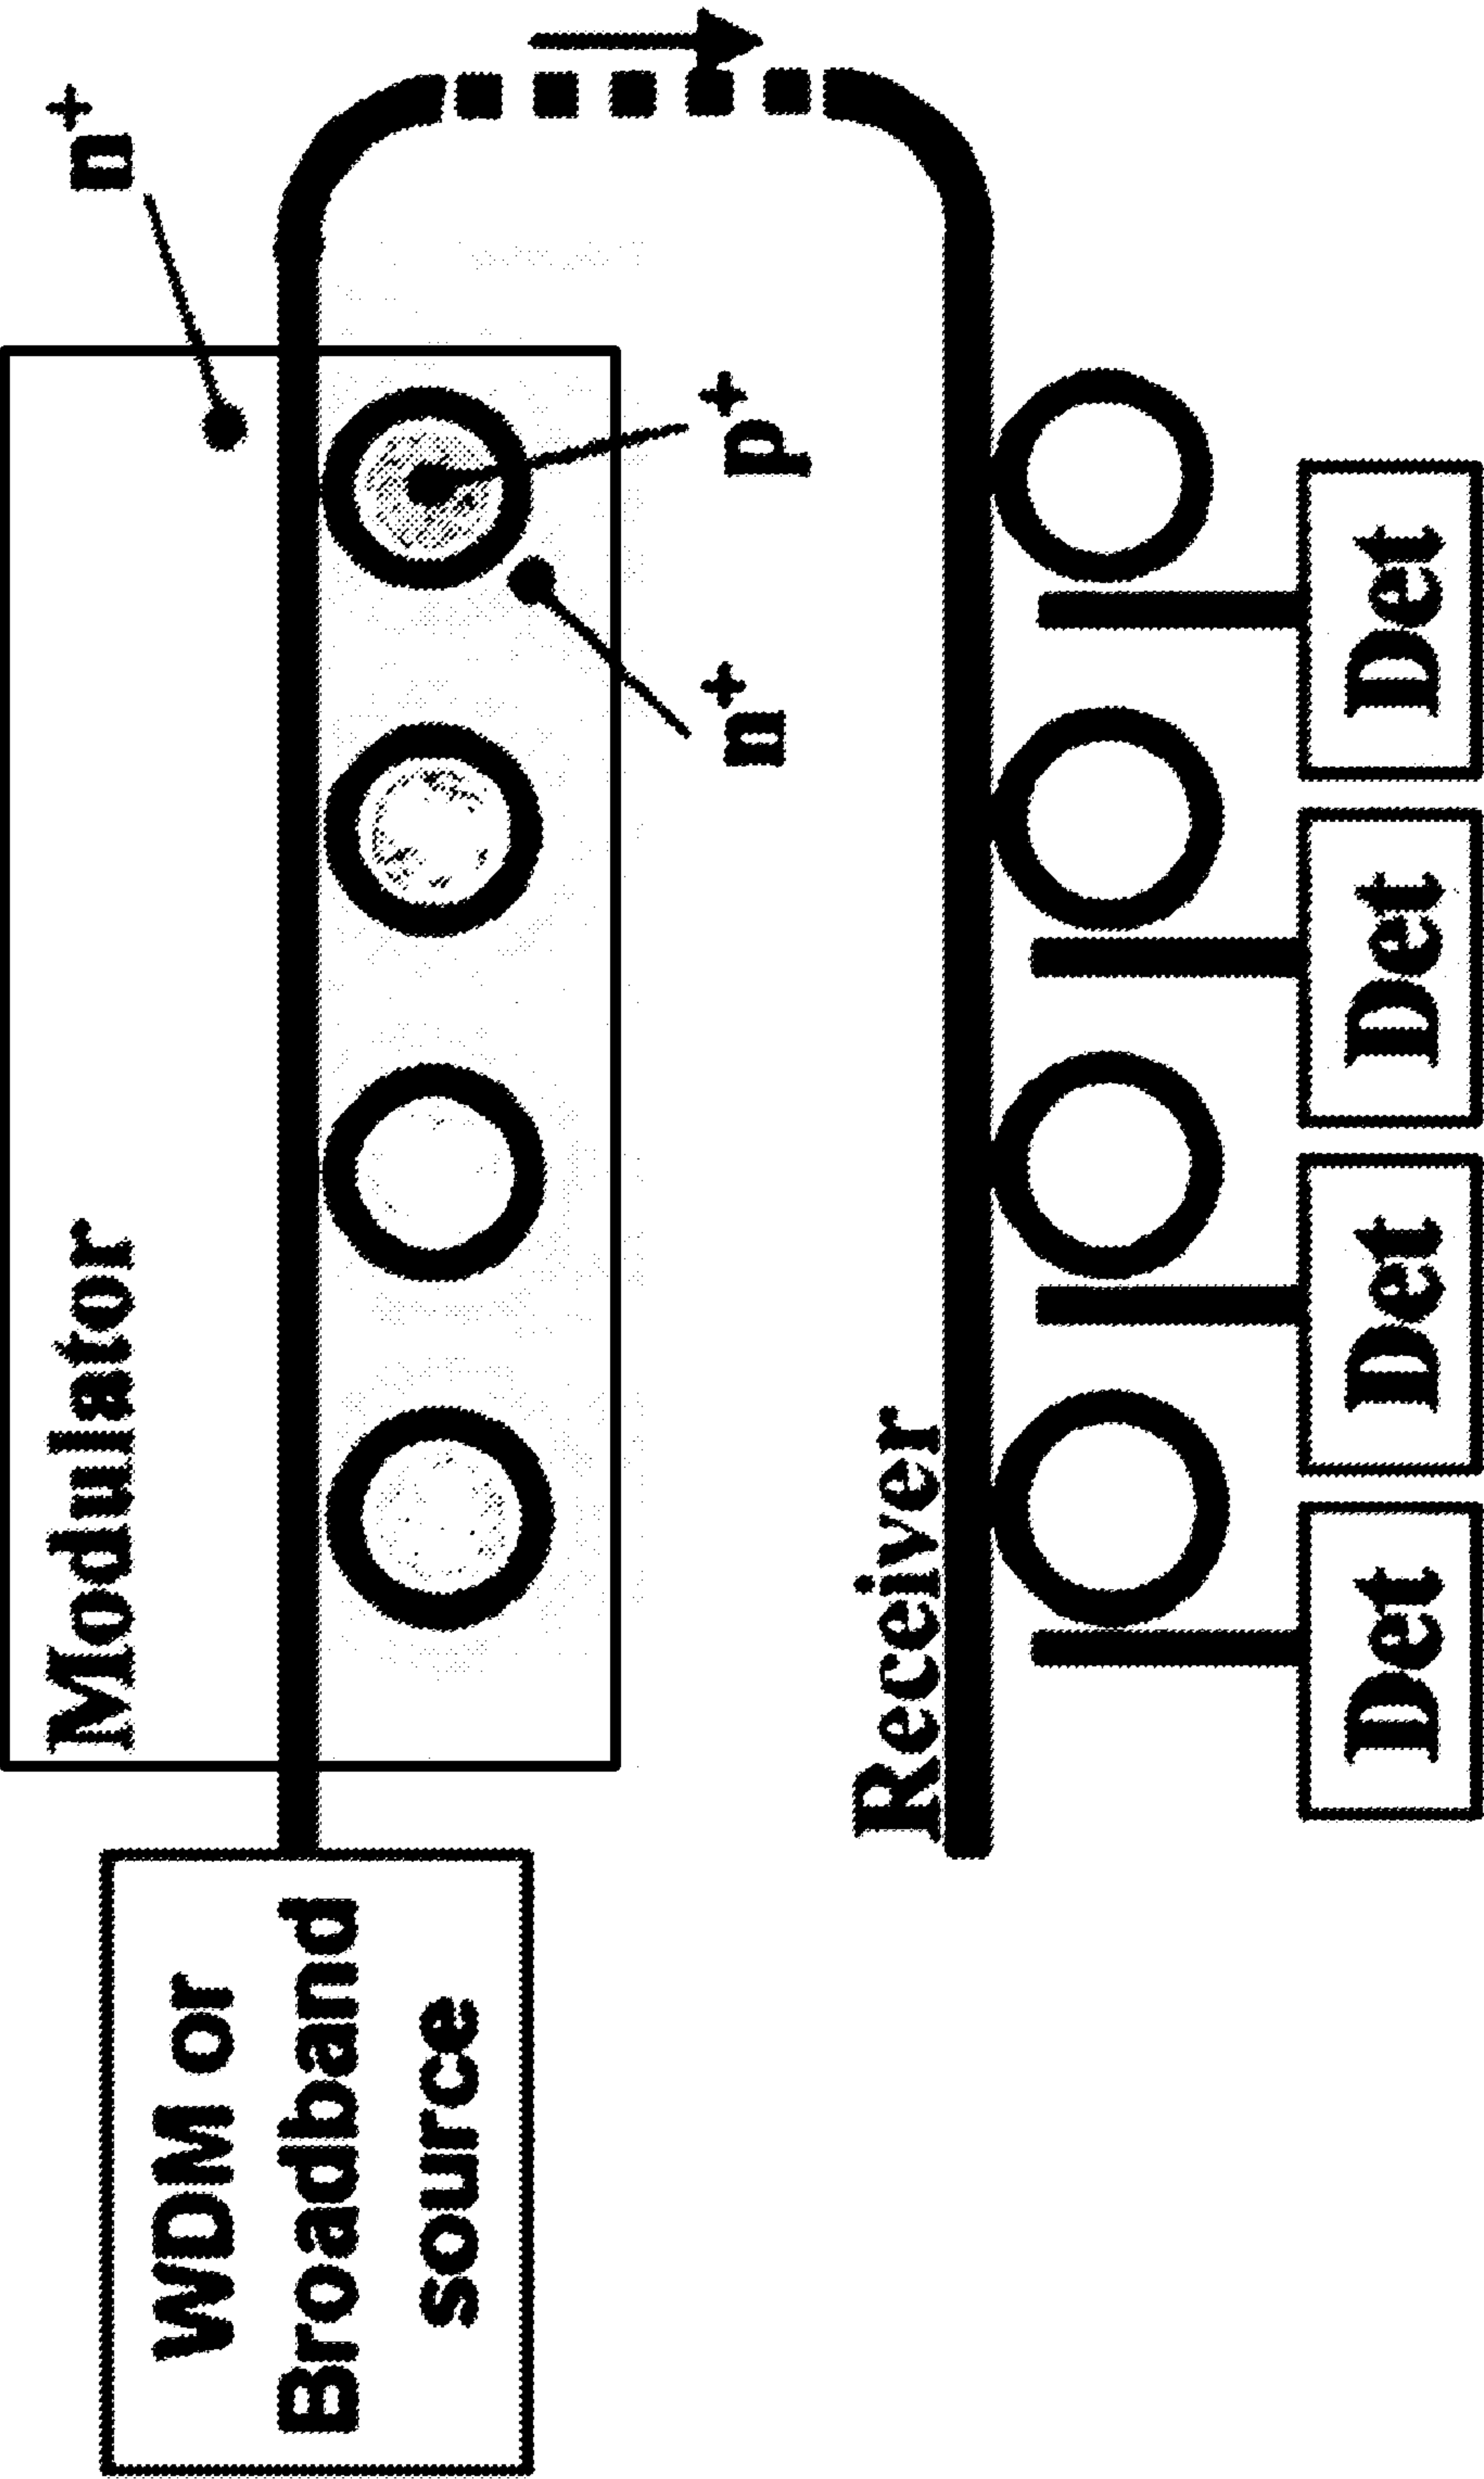 Modulator
n⁺
WDM or
Broadband
source
n⁺
p⁺
Receiver
Det
Det
Det
Det